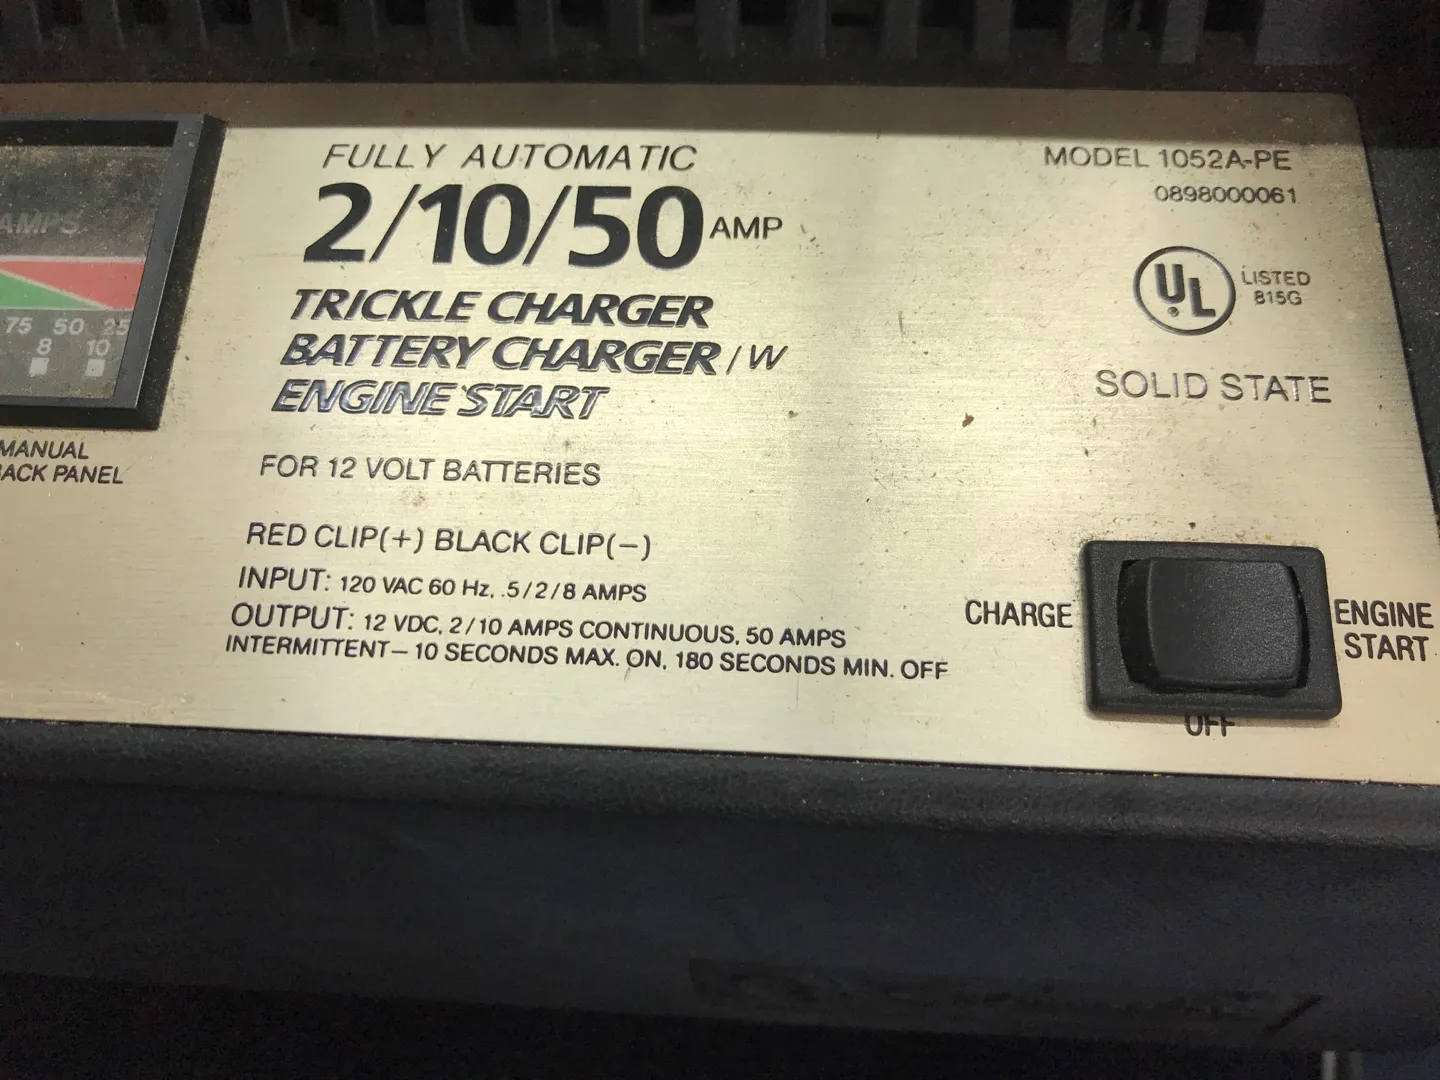 AMPS
75 50 25
8 10
MANUAL
BACK PANEL
FULLY AUTOMATIC
2/10/50 AMP
TRICKLE CHARGER
BATTERY CHARGER/W
ENGINE START
FOR 12 VOLT BATTERIES
RED CLIP(+) BLACK CLIP(-)
INPUT: 120 VAC 60 Hz, .5/2/8 AMPS
OUTPUT: 12 VDC, 2/10 AMPS CONTINUOUS, 50 AMPS
INTERMITTENT— 10 SECONDS MAX. ON, 180 SECONDS MIN. OFF
MODEL 1052A-PE
0898000061
UL LISTED
815G
SOLID STATE
CHARGE
ENGINE
START
OFF